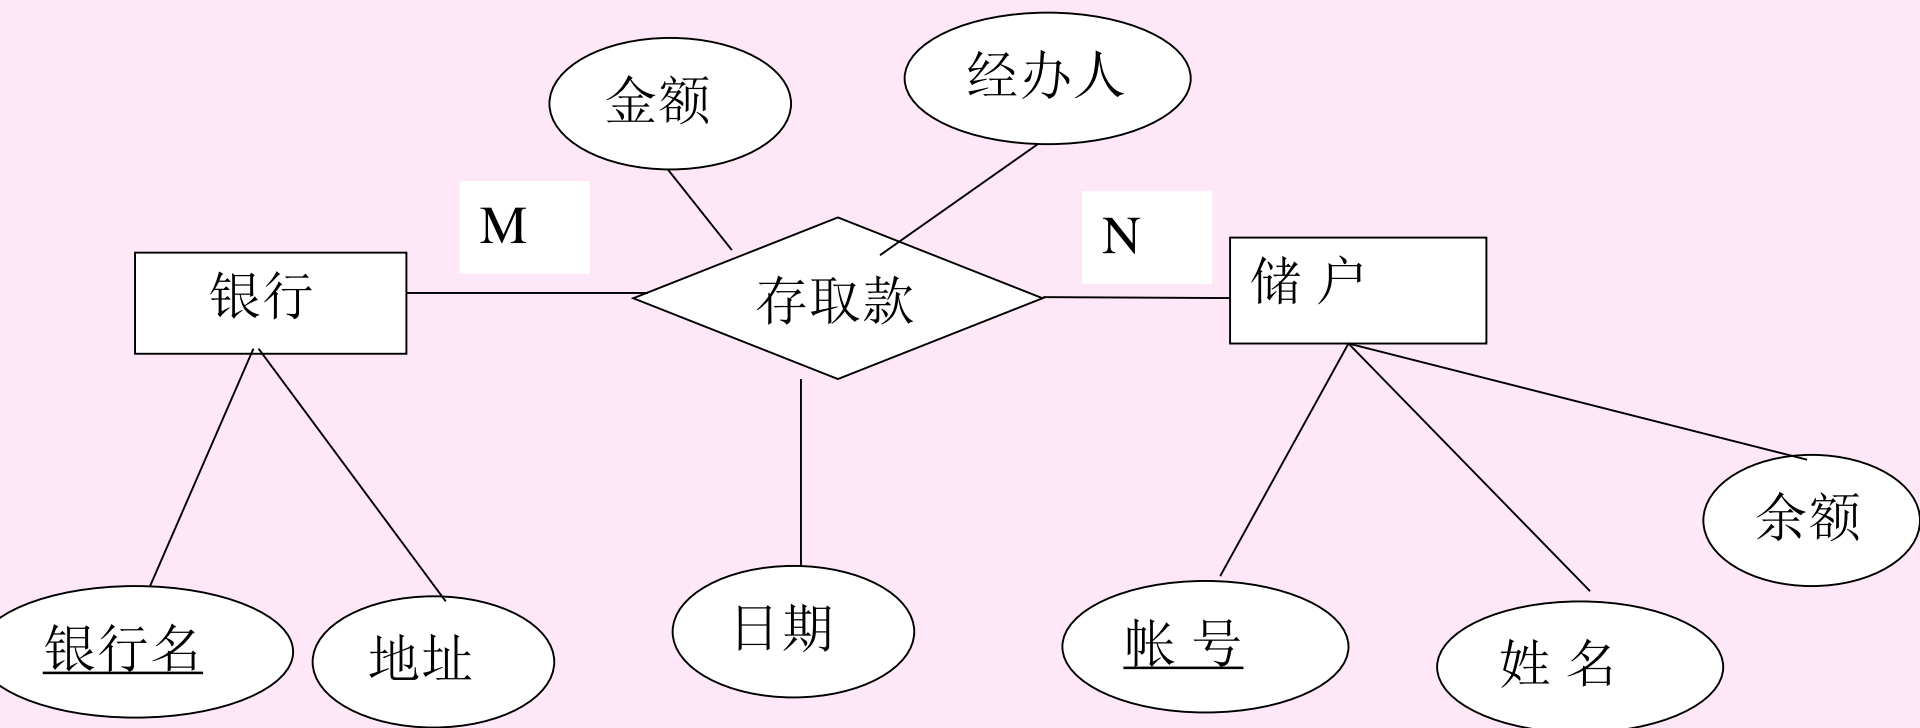 金额
经办人
M
N
银行
存取款
储 户
银行名
地址
日期
帐 号
姓 名
余额